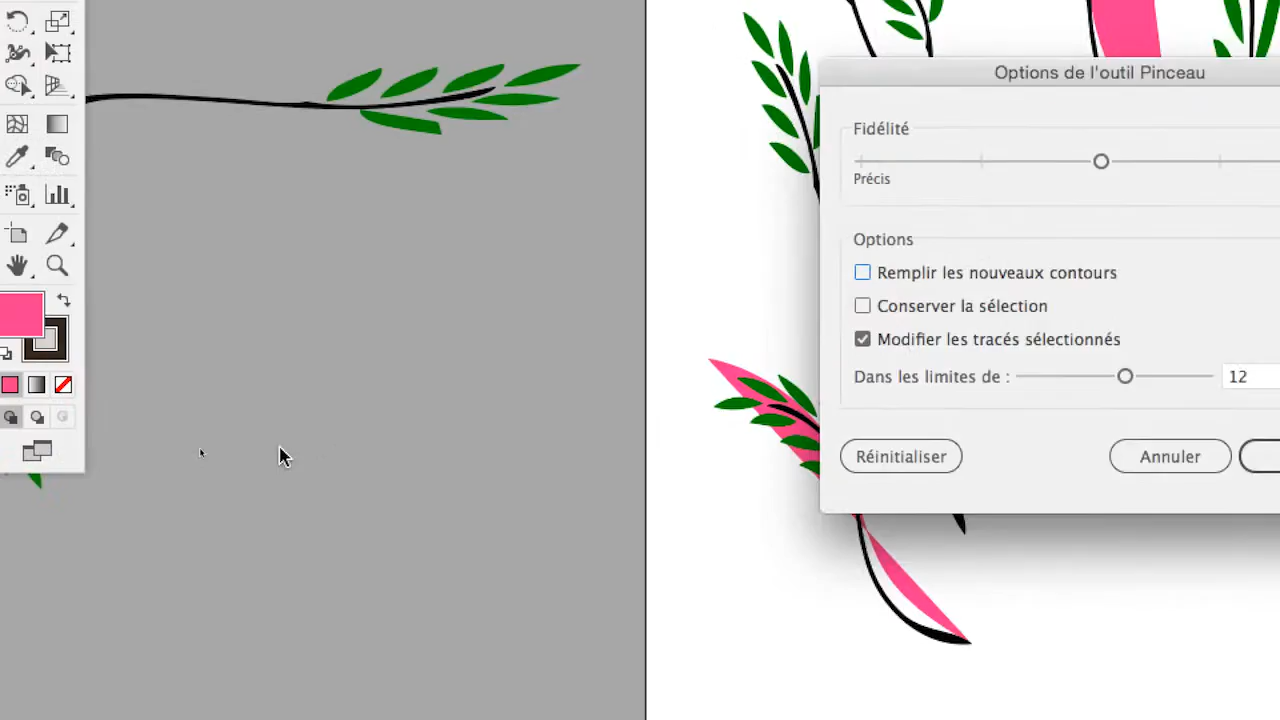 Options de l'outil Pinceau
Fidélité
Précis
Options
Remplir les nouveaux contours
Conserver la sélection
Modifier les tracés sélectionnés
Dans les limites de : 12
Réinitialiser Annuler